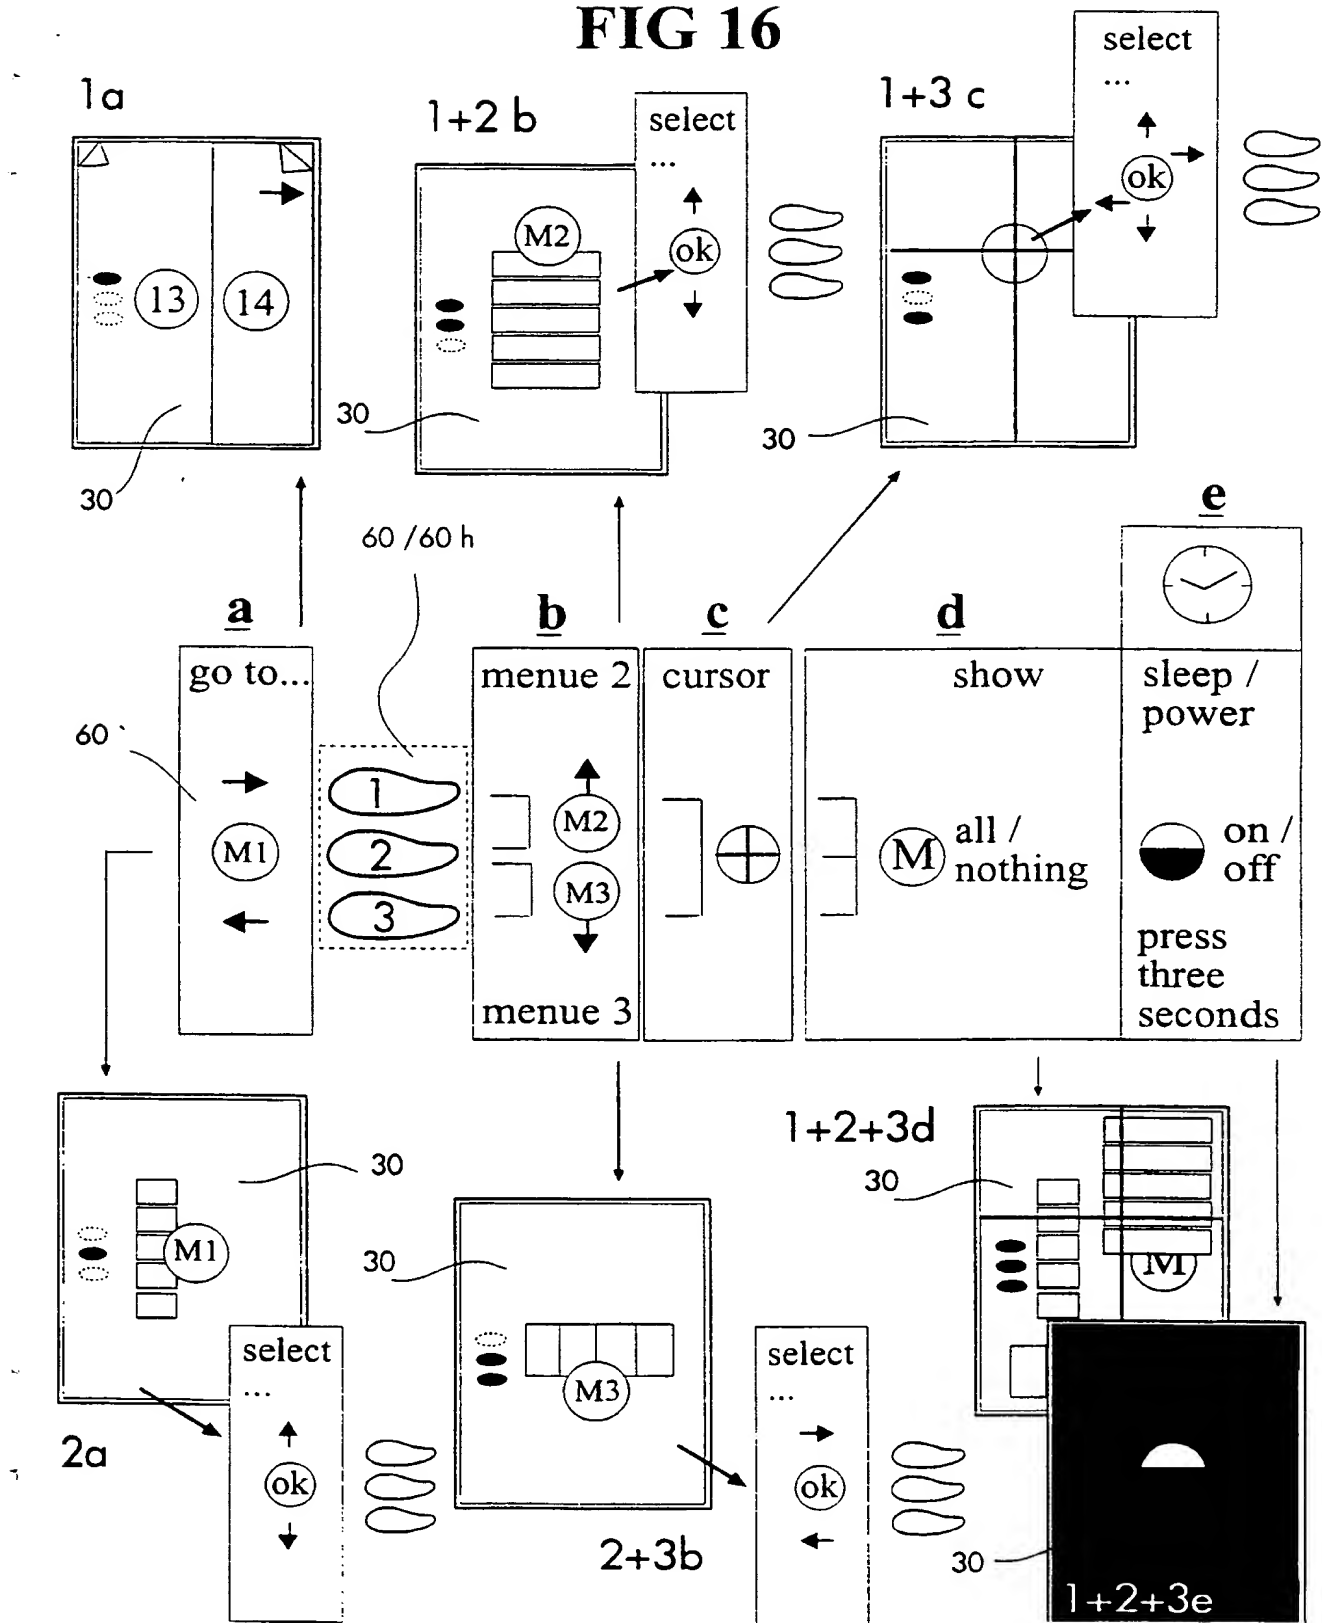 FIG 16
1a
13
14
30
1+2 b
M2
30
select
...
ok
1+3 c
30
select
...
ok
60 / 60 h
60
a
go to...
M1
1
2
3
b
menue 2
M2
M3
menue 3
c
cursor
d
show
M
all /
nothing
e
sleep /
power
on /
off
press
three
seconds
30
M1
2a
select
...
ok
30
M3
2+3b
select
...
ok
1+2+3d
30
M
30
1+2+3e